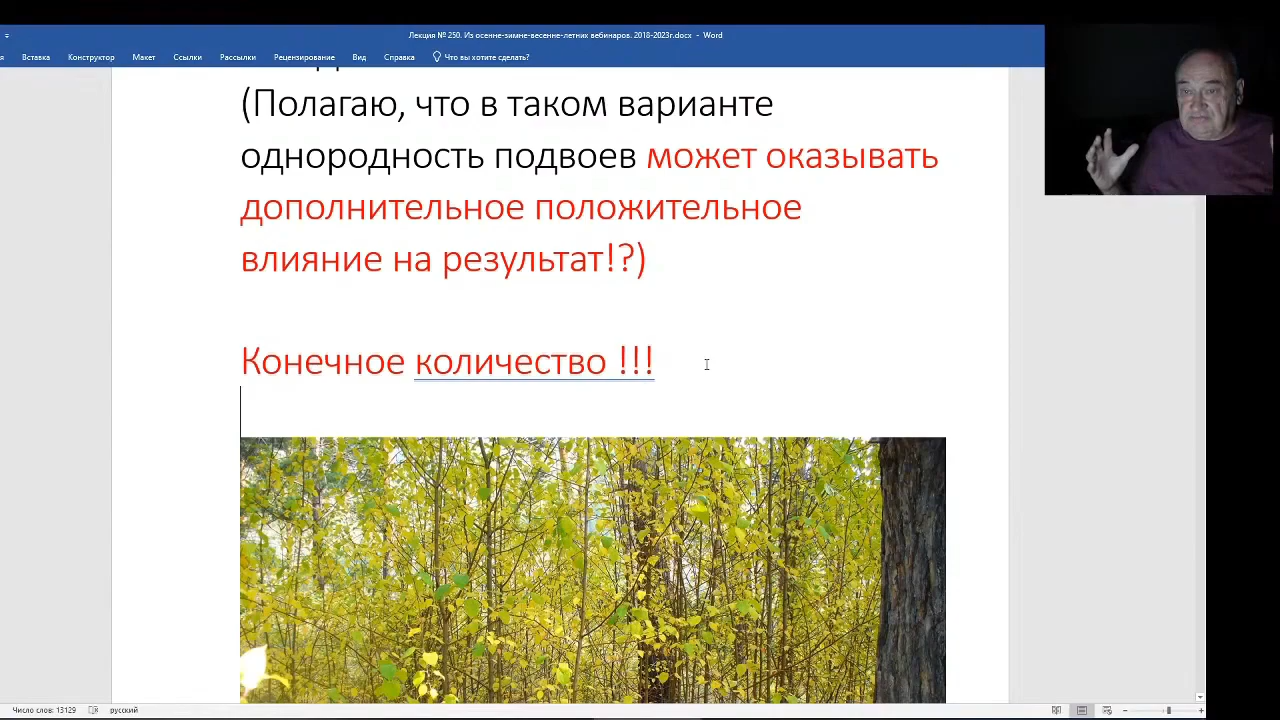 Лекция № 250. Из осенне-зимне-весенне-летних вебинаров. 2018-2023г.docx - Word
я Вставка Конструктор Макет Ссылки Рассылки Рецензирование Вид Справка Что вы хотите сделать?
(Полагаю, что в таком варианте
однородность подвоев может оказывать
дополнительное положительное
влияние на результат!?)
Конечное количество !!!
Число слов: 13129 русский